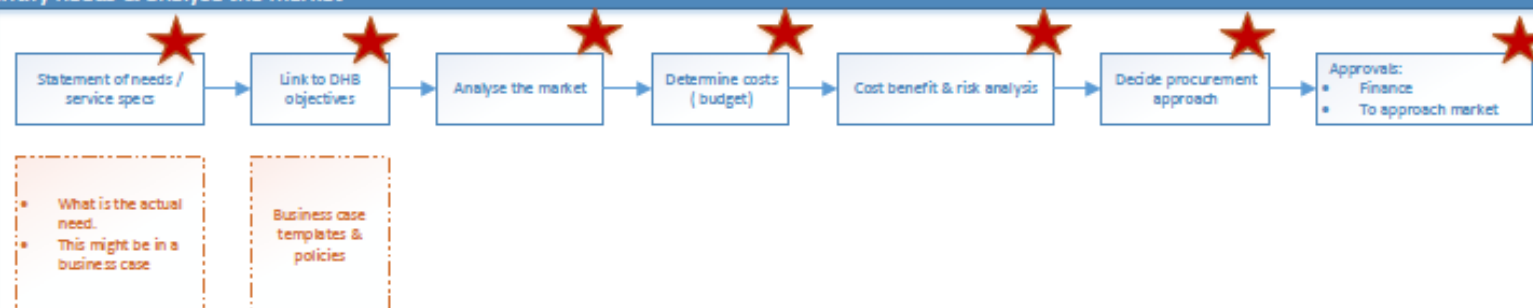 Statement of needs /
service specs
Link to DHB
objectives
Analyse the market
Determine costs
( budget)
Cost benefit & risk analysis
Decide procurement
approach
Approvals:
• Finance
• To approach market
• What is the actual
need.
• This might be in a
business case
Business case
templates &
policies